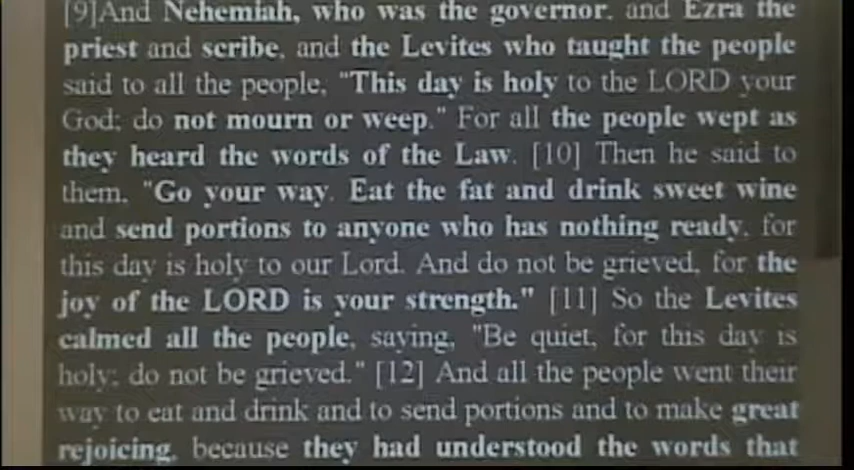 [9]And Nehemiah, who was the governor, and Ezra the
priest and scribe, and the Levites who taught the people
said to all the people, "This day is holy to the LORD your
God; do not mourn or weep." For all the people wept as
they heard the words of the Law. [10] Then he said to
them, "Go your way. Eat the fat and drink sweet wine
and send portions to anyone who has nothing ready, for
this day is holy to our Lord. And do not be grieved, for the
joy of the LORD is your strength." [11] So the Levites
calmed all the people, saying, "Be quiet, for this day is
holy; do not be grieved." [12] And all the people went their
way to eat and drink and to send portions and to make great
rejoicing, because they had understood the words that